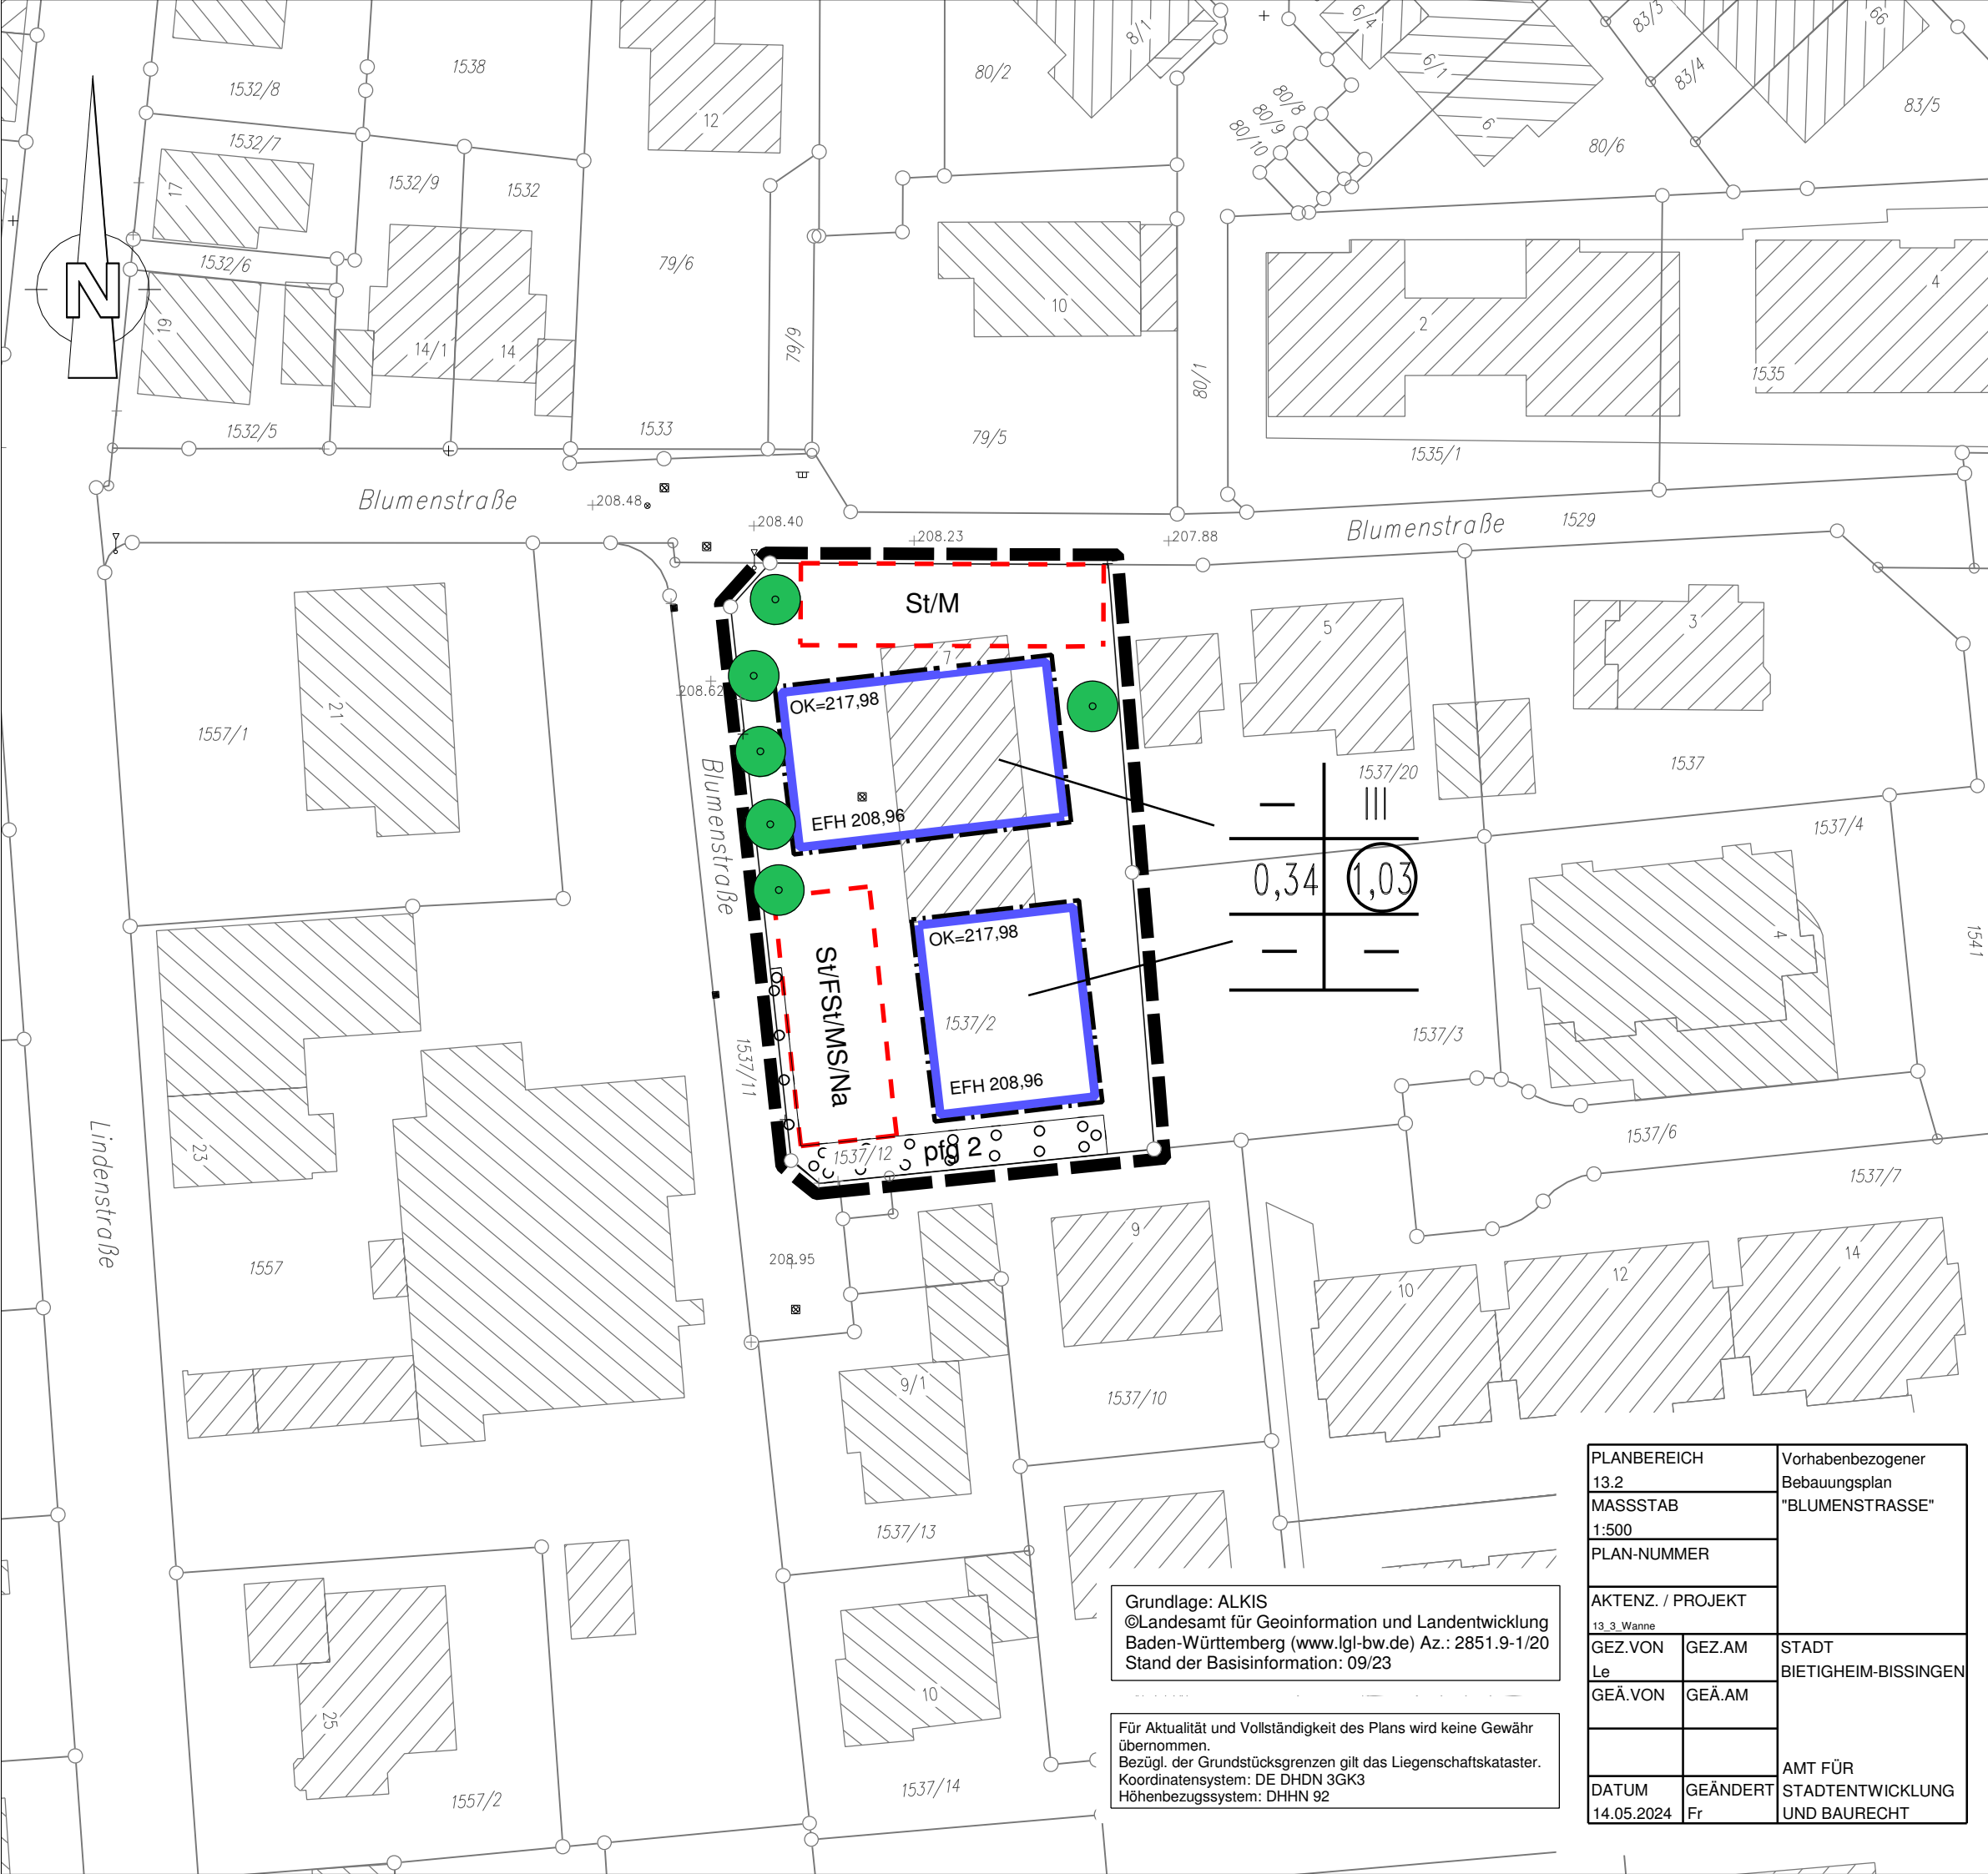 1538
1532/8
1532/7
1532/9
1532
1532/6
17
19
14/1
14
1532/5
12
79/6
79/9
1533
80/2
8/1
10
79/5
80/1
80/8
80/9
80/10
6/4
6/1
6
83/3
83/4
66
83/5
80/6
2
4
1535
1535/1
N
Blumenstraße
208.48
208.40
208.23
207.88
Blumenstraße
1529
St/M
7
OK=217,98
EFH 208,96
208.62
Blumenstraße
21
1557/1
5
3
1537/20
1537
1537/4
– III
0,34 1,03
– –
OK=217,98
1537/2
EFH 208,96
St/FSt/MS/Na
1537/11
1537/12
pfg 2
4
1541
1537/3
1537/6
1537/7
23
Lindenstraße
1557
208.95
9
9/1
1537/10
10
12
14
1537/13
10
1537/14
25
1557/2
Grundlage: ALKIS
©Landesamt für Geoinformation und Landentwicklung
Baden-Württemberg (www.lgl-bw.de) Az.: 2851.9-1/20
Stand der Basisinformation: 09/23
Für Aktualität und Vollständigkeit des Plans wird keine Gewähr
übernommen.
Bezügl. der Grundstücksgrenzen gilt das Liegenschaftskataster.
Koordinatensystem: DE DHDN 3GK3
Höhenbezugssystem: DHHN 92
PLANBEREICH
13.2
MASSSTAB
1:500
PLAN-NUMMER
AKTENZ. / PROJEKT
13_3_Wanne
Vorhabenbezogener
Bebauungsplan
"BLUMENSTRASSE"
GEZ.VON GEZ.AM
Le
GEÄ.VON GEÄ.AM
DATUM GEÄNDERT
14.05.2024 Fr
STADT
BIETIGHEIM-BISSINGEN
AMT FÜR
STADTENTWICKLUNG
UND BAURECHT